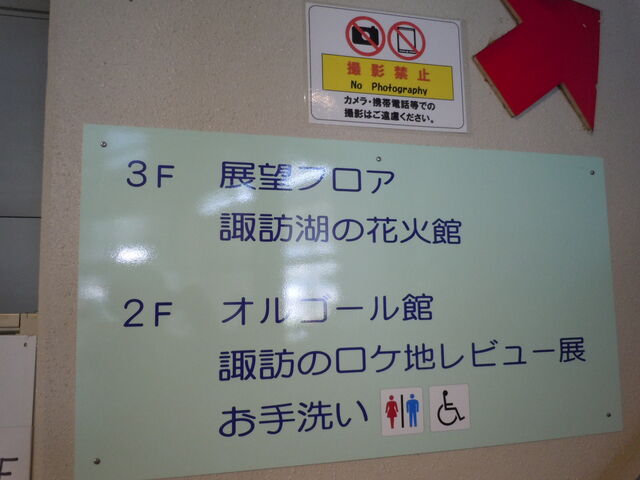 撮影禁止
No Photography
カメラ・携帯電話等での
撮影はご遠慮ください。
3F 展望フロア
諏訪湖の花火館
2F オルゴール館
諏訪のロケ地レビュー展
お手洗い